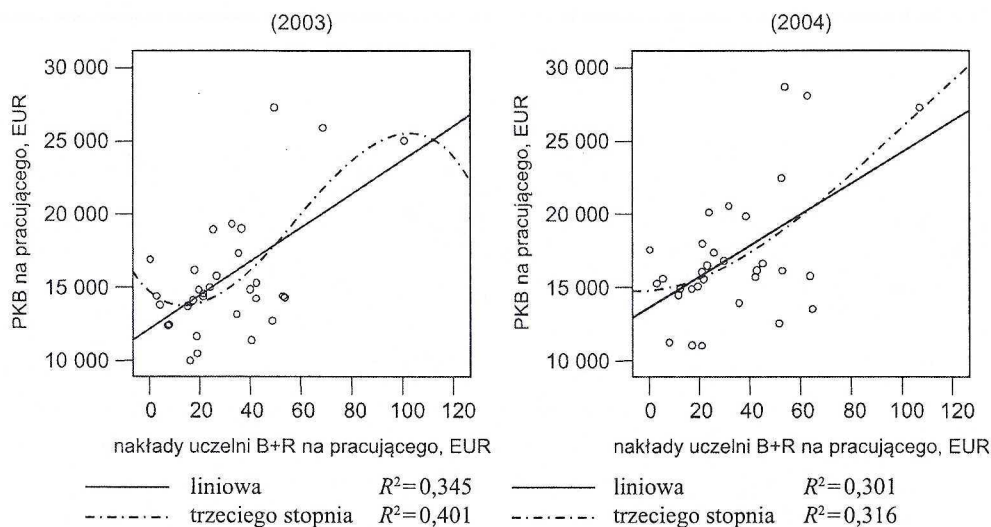 (2003)
PKB na pracującego, EUR
30 000
25 000
20 000
15 000
10 000
0 20 40 60 80 100 120
nakłady uczelni B+R na pracującego, EUR
liniowa R²=0,345
trzeciego stopnia R²=0,401
(2004)
PKB na pracującego, EUR
30 000
25 000
20 000
15 000
10 000
0 20 40 60 80 100 120
nakłady uczelni B+R na pracującego, EUR
liniowa R²=0,301
trzeciego stopnia R²=0,316